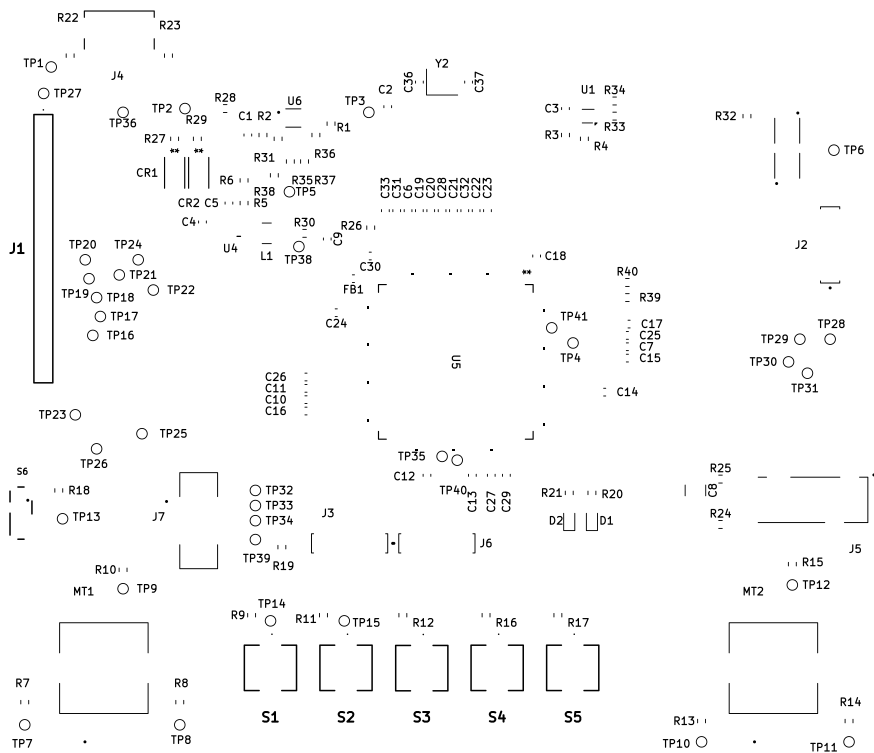 R22
R23
TP1
J4
TP27
TP36
TP2
R29
R28
U6
TP3
C2
C36
Y2
C37
U1
R34
C3
R33
R3
R4
R32
TP6
C1
R2
R1
R27
**
**
CR1
CR2
R31
R36
R6
R35
R37
R38
TP5
C5
R5
C33
C31
C6
C19
C20
C28
C21
C32
C22
C23
C4
U4
L1
R30
TP38
C9
R26
C30
FB1
C24
J1
TP20
TP24
TP21
TP19
TP18
TP22
TP17
TP16
**
C18
R40
R39
TP41
C17
C25
C7
C15
TP4
J2
TP29
TP28
TP30
TP31
U5
C26
C11
C10
C16
C14
TP23
TP25
TP26
TP35
TP40
C12
C13
C27
C29
S6
R18
TP13
J7
TP32
TP33
TP34
TP39
J3
R19
J6
R21
R20
D2
D1
C8
R25
R24
J5
R10
MT1
TP9
R15
MT2
TP12
R9
TP14
R11
TP15
R12
R16
R17
R7
R8
TP7
TP8
S1
S2
S3
S4
S5
R13
R14
TP10
TP11